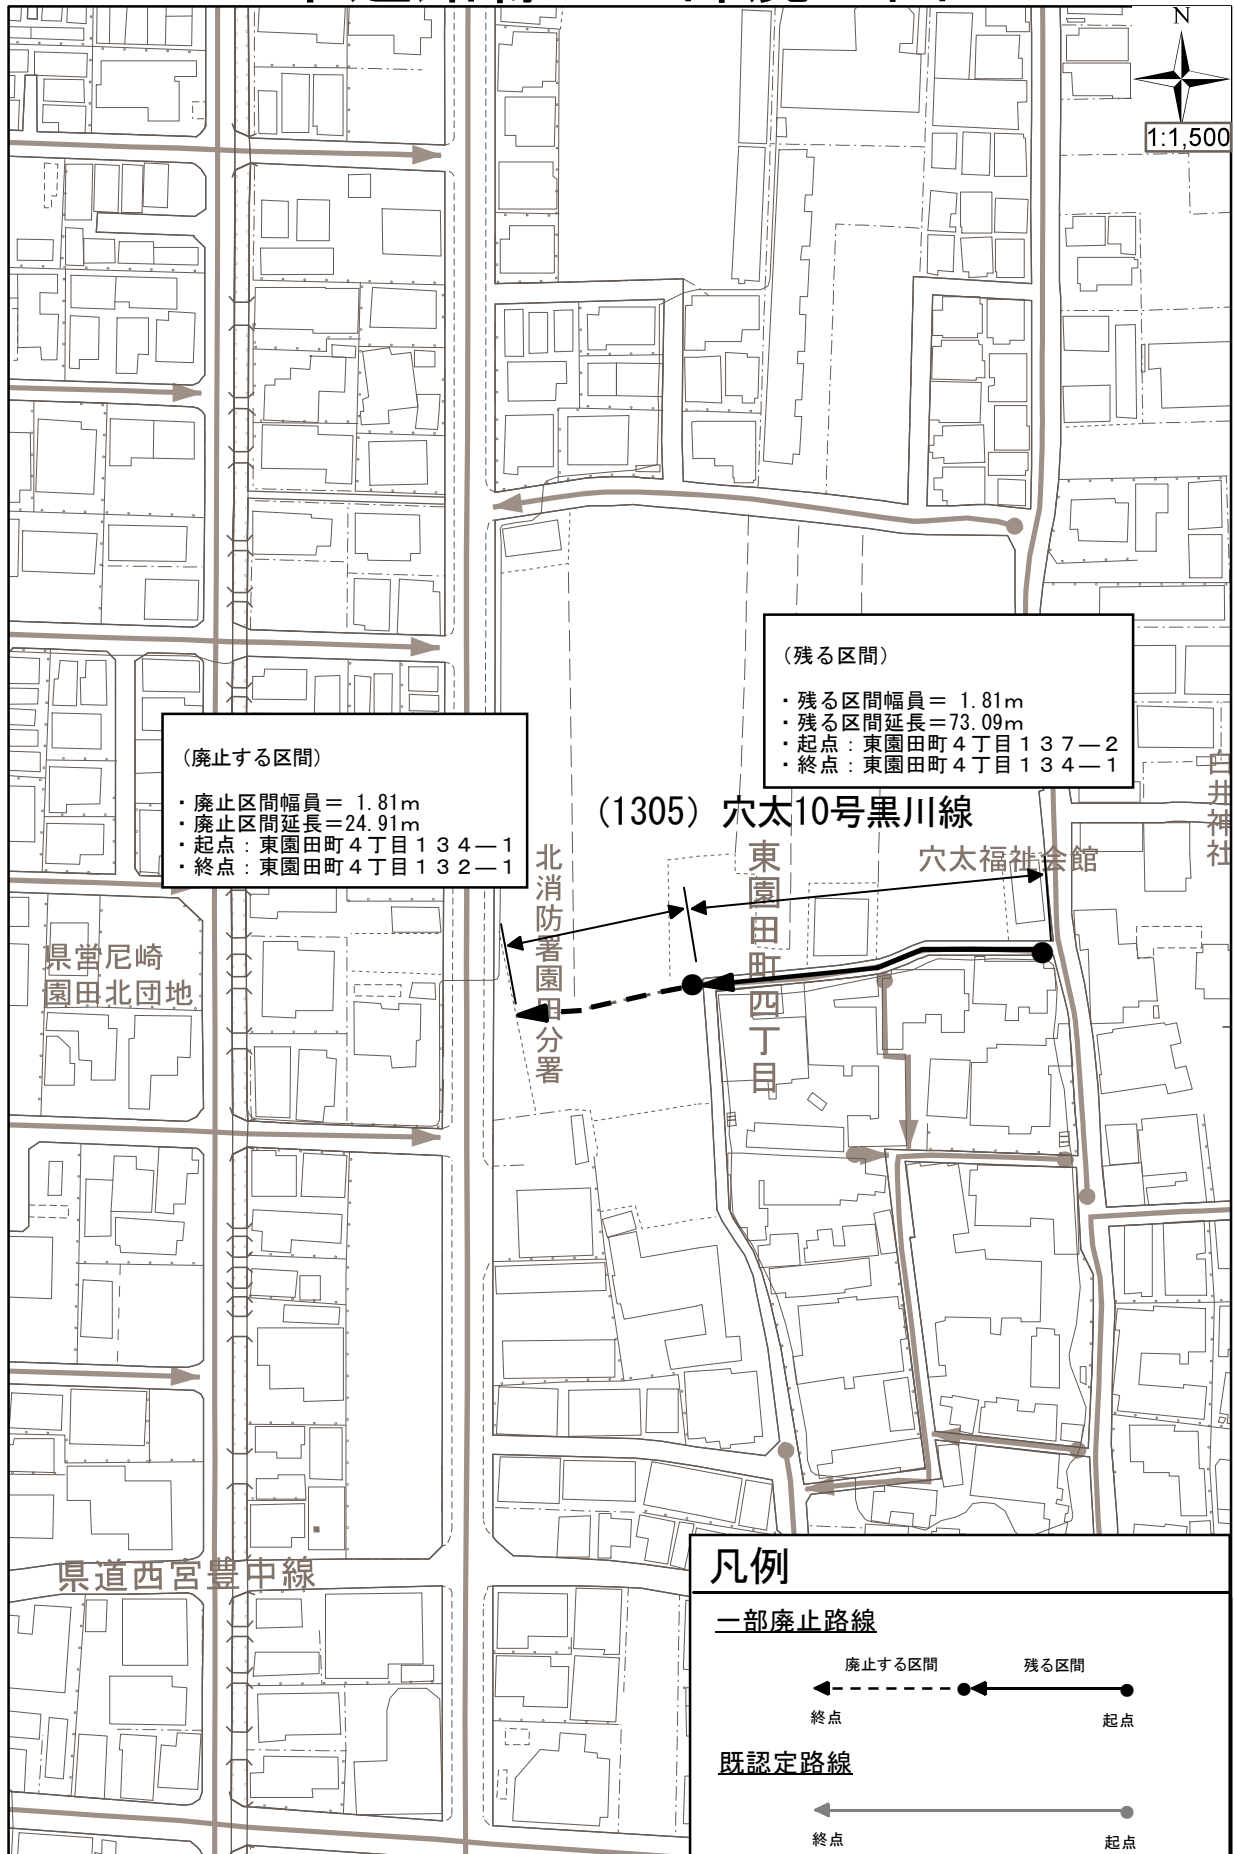 N
1:1,500
（残る区間）
・残る区間幅員＝ 1.81ｍ
・残る区間延長＝73.09ｍ
・起点：東園田町４丁目１３７―２
・終点：東園田町４丁目１３４―１
（廃止する区間）
・廃止区間幅員＝ 1.81ｍ
・廃止区間延長＝24.91ｍ
・起点：東園田町４丁目１３４―１
・終点：東園田町４丁目１３２―１
（1305）穴太10号黒川線
白井神社
穴太福祉会館
東園田町四丁目
北消防署園田分署
県営尼崎
園田北団地
県道西宮豊中線
凡例
一部廃止路線
廃止する区間
残る区間
終点
起点
既認定路線
終点
起点